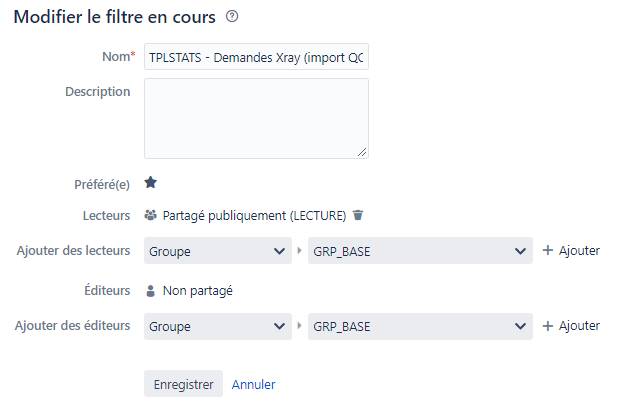 Modifier le filtre en cours
Nom* TPLSTATS - Demandes Xray (import QC
Description
Préféré(e)
Lecteurs Partagé publiquement (LECTURE)
Ajouter des lecteurs Groupe GRP_BASE + Ajouter
Éditeurs Non partagé
Ajouter des éditeurs Groupe GRP_BASE + Ajouter
Enregistrer Annuler